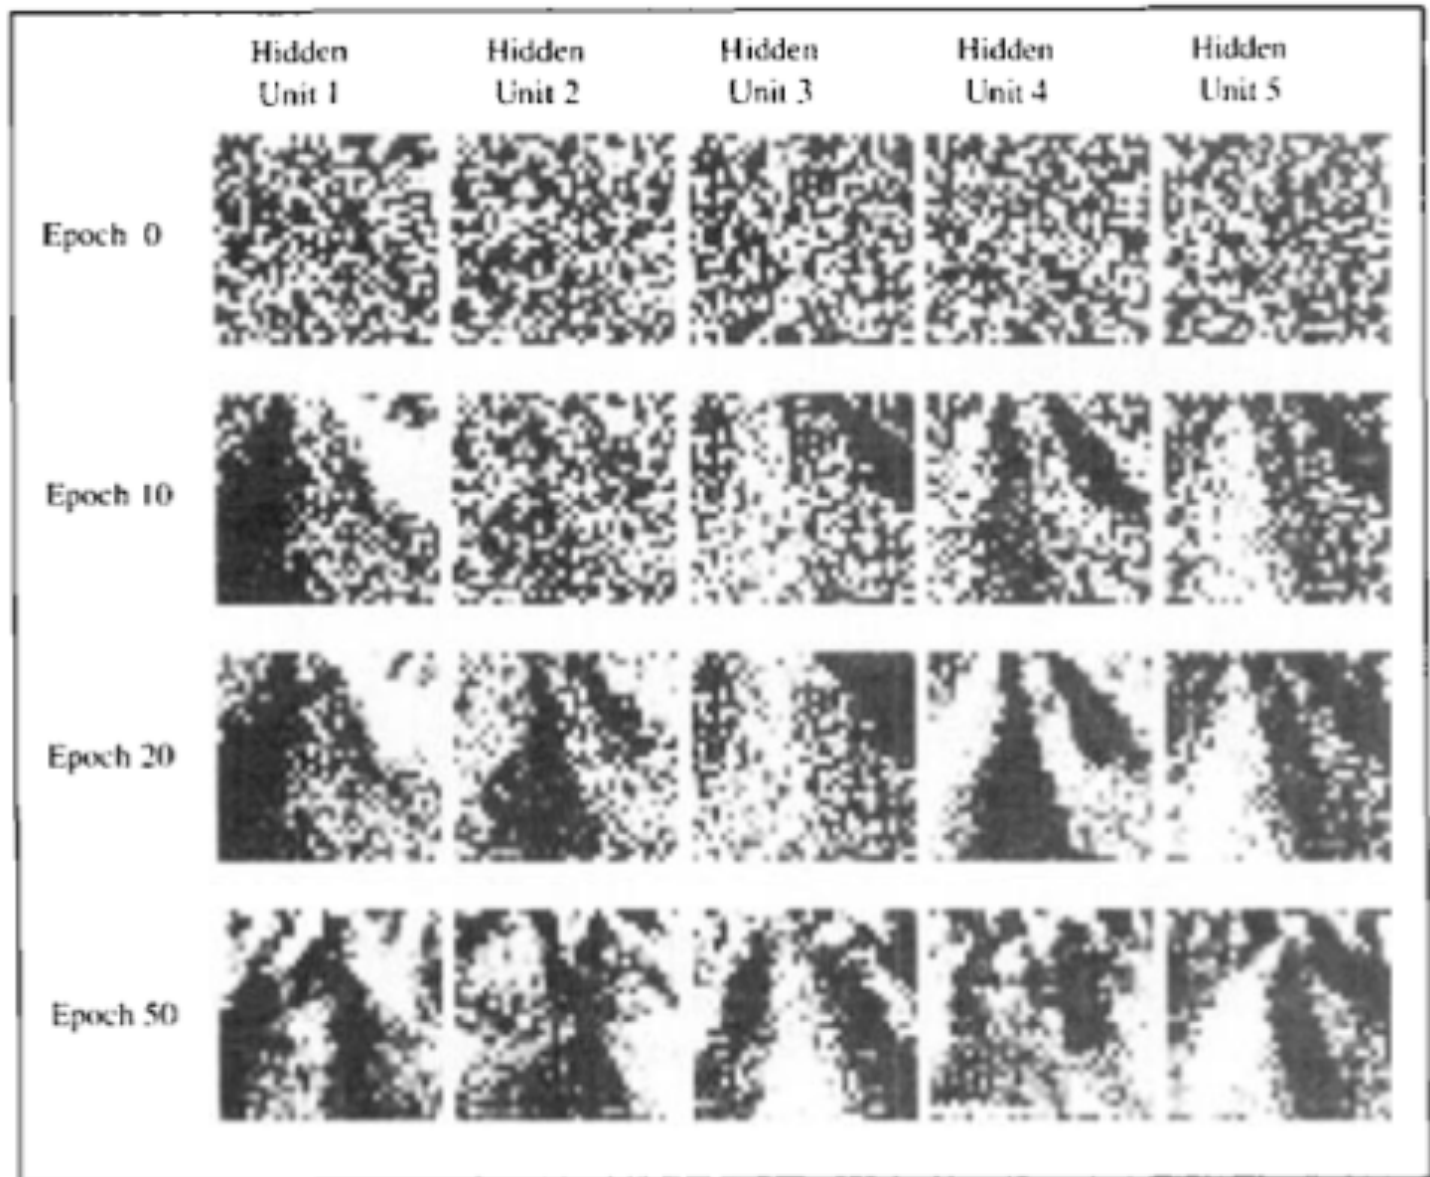 Hidden
Unit 1
Hidden
Unit 2
Hidden
Unit 3
Hidden
Unit 4
Hidden
Unit 5
Epoch 0
Epoch 10
Epoch 20
Epoch 50